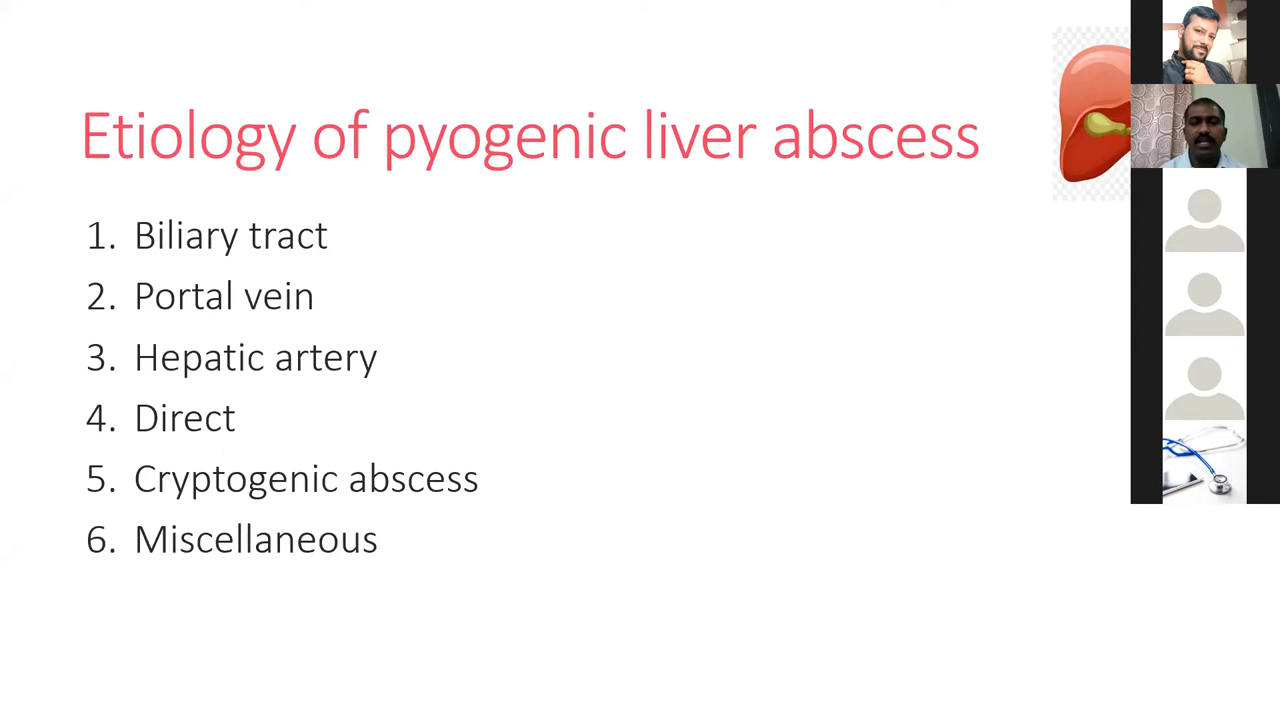 Etiology of pyogenic liver abscess
1. Biliary tract
2. Portal vein
3. Hepatic artery
4. Direct
5. Cryptogenic abscess
6. Miscellaneous